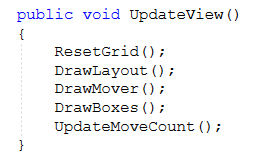 public void UpdateView()
{
    ResetGrid();
    DrawLayout();
    DrawMover();
    DrawBoxes();
    UpdateMoveCount();
}